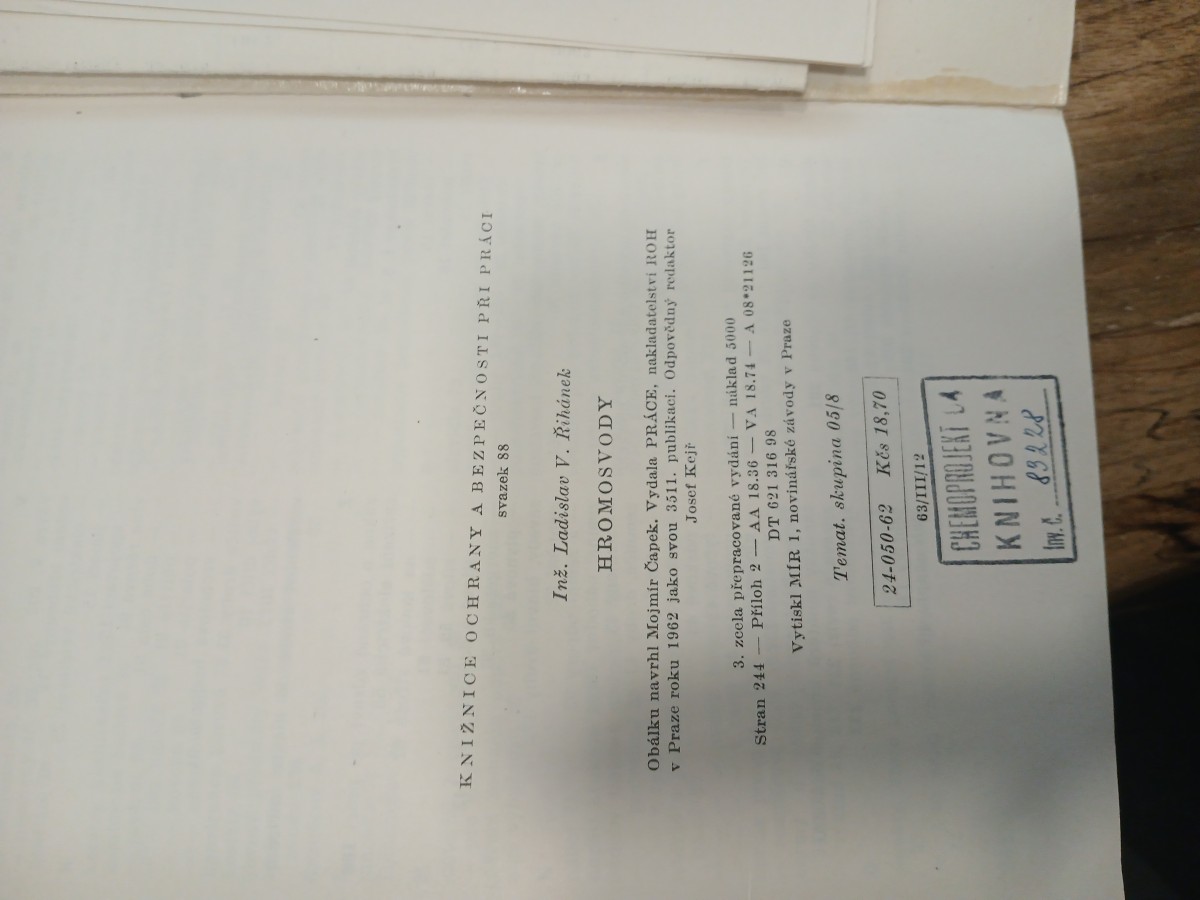 KNIŽNICE OCHRANY A BEZPEČNOSTI PŘI PRÁCI
svazek 88
Inž. Ladislav V. Řihánek
HROMOSVODY
Obálku navrhl Mojmír Čapek. Vydala PRÁCE, nakladatelství ROH
v Praze roku 1962 jako svou 3511. publikaci. Odpovědný redaktor
Josef Kejř
3. zcela přepracované vydání — náklad 5000
Stran 244 — Příloh 2 — AA 18.36 — VA 18.74 — A 08*21126
DT 621 316 98
Vytiskl MÍR 1, novinářské závody v Praze
Temat. skupina 05/8
24-050-62 Kčs 18,70
63/III/12
CHEMOPROJEKT
KNIHOVNA
Inv. č. 83228